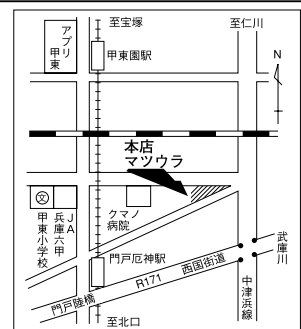 至宝塚
至仁川
アプリ甲東
甲東園駅
N
本店
マツウラ
文
甲東小学校
JA兵庫六甲
クマノ
病院
門戸厄神駅
R171
西国街道
武庫川
門戸陸橋
中津浜線
至北口